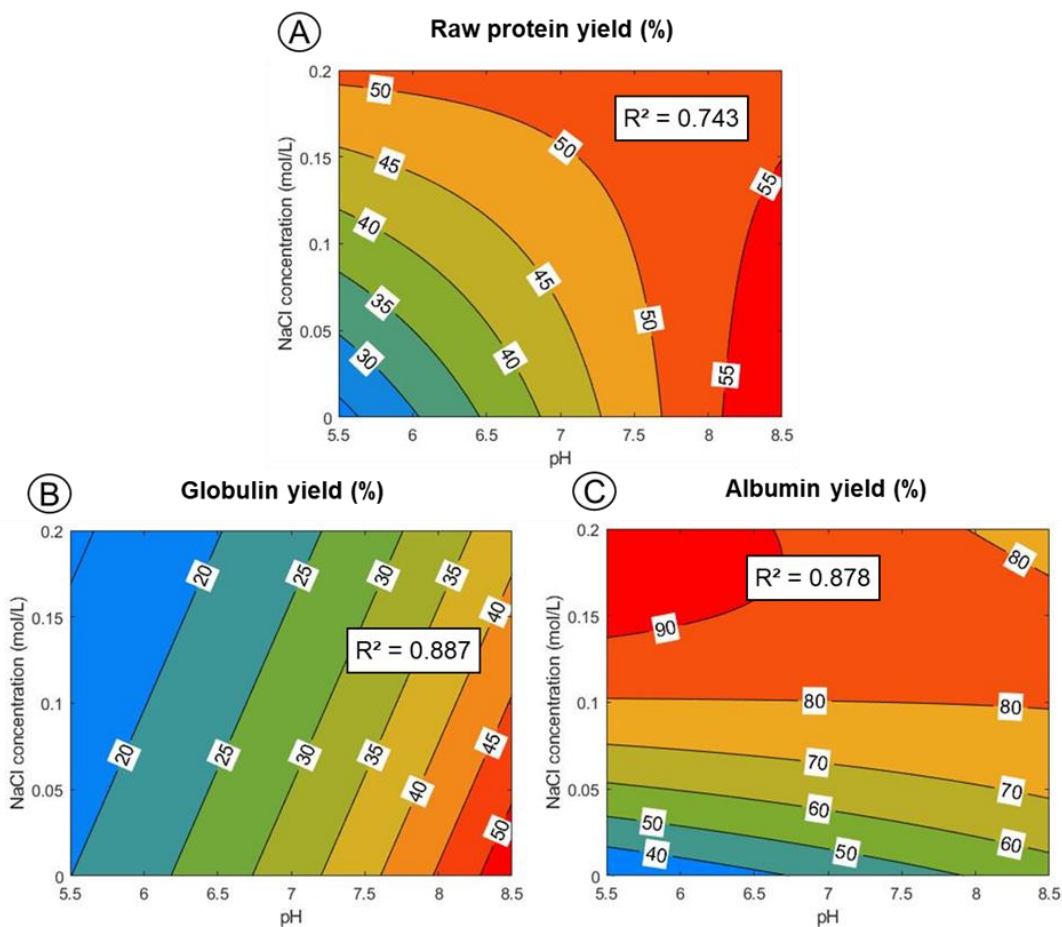 A Raw protein yield (%)
0.2
50
R² = 0.743
50
0.15
45
55
40
0.1
45
35
50
0.05
30
40
55
0
5.5 6 6.5 7 7.5 8 8.5
NaCl concentration (mol/L)
pH
B Globulin yield (%)
0.2
20 25 30 35
0.15
40
R² = 0.887
0.1
45
20 25 30 35
0.05
40
50
0
5.5 6 6.5 7 7.5 8 8.5
NaCl concentration (mol/L)
pH
C Albumin yield (%)
0.2
80
R² = 0.878
0.15
90
0.1
80 80
70
0.05
70
60
50
60
40
50
0
5.5 6 6.5 7 7.5 8 8.5
NaCl concentration (mol/L)
pH